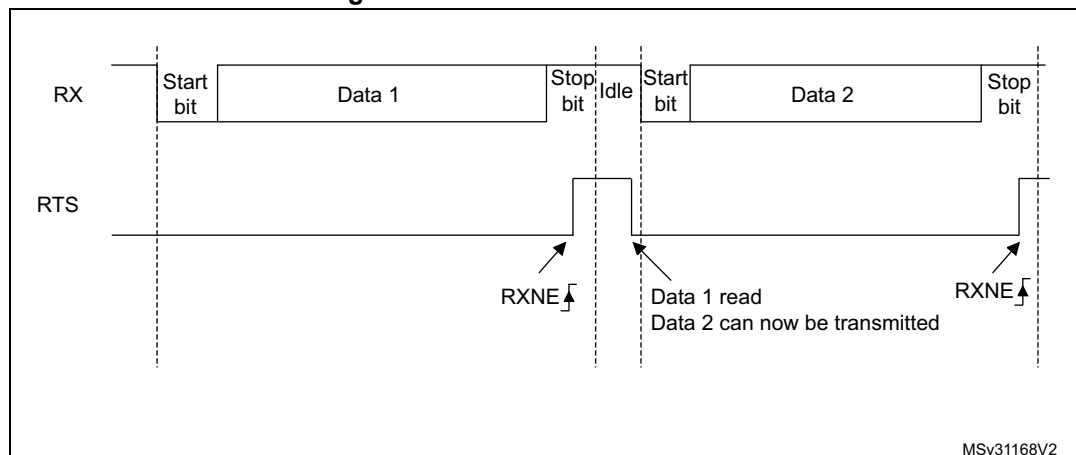 RX
Start
bit
Data 1
Stop
bit
Idle
Start
bit
Data 2
Stop
bit
RTS
RXNE
Data 1 read
Data 2 can now be transmitted
RXNE
MSv31168V2